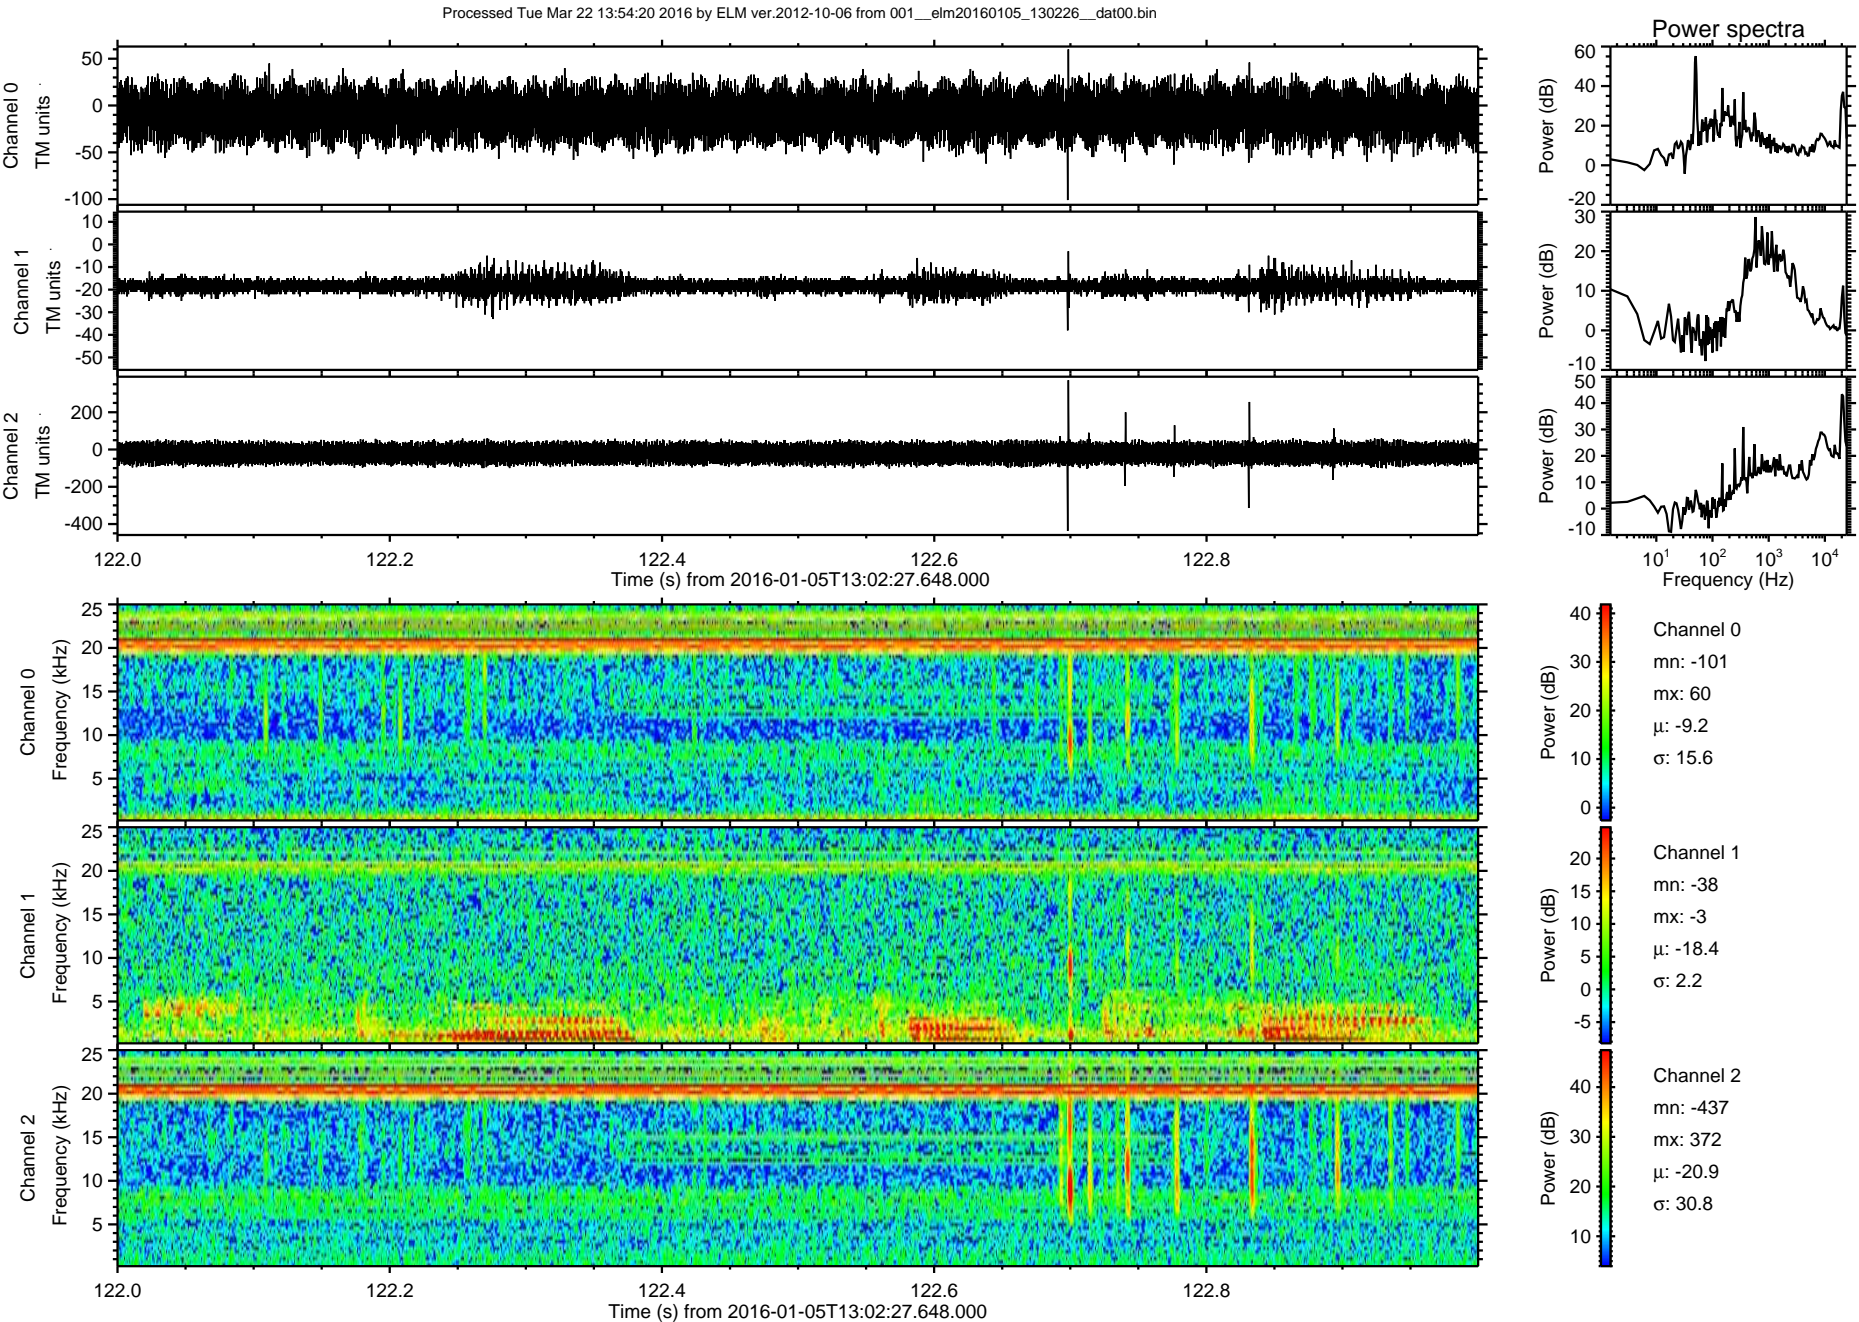 Processed Tue Mar 22 13:54:20 2016 by ELM ver.2012-10-06 from 001__elm20160105_130226__dat00.bin
Power spectra
Channel 0
TM units
50
0
-50
-100
Power (dB)
60
40
20
0
-20
Channel 1
TM units
10
0
-10
-20
-30
-40
-50
Power (dB)
30
20
10
0
-10
Channel 2
TM units
200
0
-200
-400
Power (dB)
50
40
30
20
10
0
-10
122.0 122.2 122.4 122.6 122.8
Time (s) from 2016-01-05T13:02:27.648.000
10¹ 10² 10³ 10⁴
Frequency (Hz)
Channel 0
Frequency (kHz)
25
20
15
10
5
Power (dB)
40
30
20
10
0
Channel 0
mn: -101
mx: 60
µ: -9.2
σ: 15.6
Channel 1
Frequency (kHz)
25
20
15
10
5
Power (dB)
20
15
10
5
0
-5
Channel 1
mn: -38
mx: -3
µ: -18.4
σ: 2.2
Channel 2
Frequency (kHz)
25
20
15
10
5
Power (dB)
40
30
20
10
Channel 2
mn: -437
mx: 372
µ: -20.9
σ: 30.8
122.0 122.2 122.4 122.6 122.8
Time (s) from 2016-01-05T13:02:27.648.000